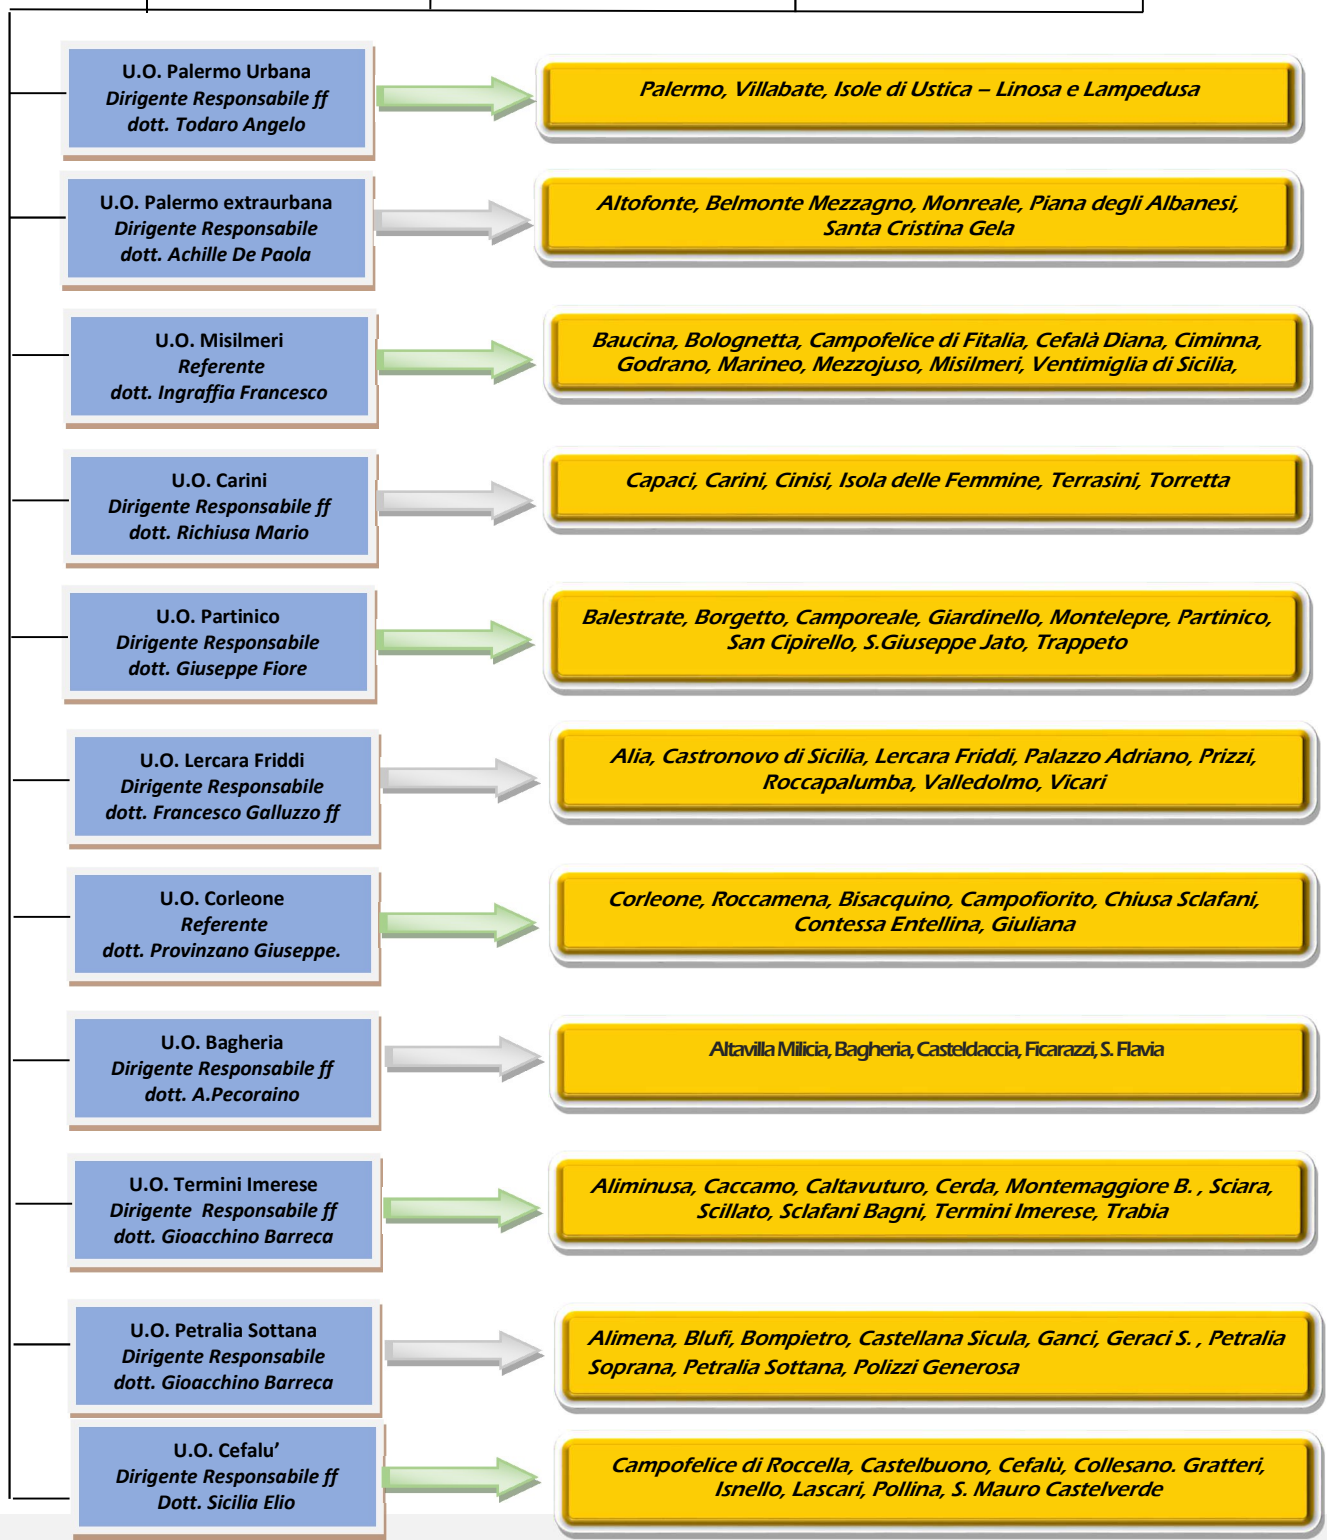 U.O. Palermo Urbana
Dirigente Responsabile ff
dott. Todaro Angelo
Palermo, Villabate, Isole di Ustica – Linosa e Lampedusa
U.O. Palermo extraurbana
Dirigente Responsabile
dott. Achille De Paola
Altofonte, Belmonte Mezzagno, Monreale, Piana degli Albanesi,
Santa Cristina Gela
U.O. Misilmeri
Referente
dott. Ingraffia Francesco
Baucina, Bolognetta, Campofelice di Fitalia, Cefalà Diana, Ciminna,
Godrano, Marineo, Mezzojuso, Misilmeri, Ventimiglia di Sicilia,
U.O. Carini
Dirigente Responsabile ff
dott. Richiusa Mario
Capaci, Carini, Cinisi, Isola delle Femmine, Terrasini, Torretta
U.O. Partinico
Dirigente Responsabile
dott. Giuseppe Fiore
Balestrate, Borgetto, Camporeale, Giardinello, Montelepre, Partinico,
San Cipirello, S.Giuseppe Jato, Trappeto
U.O. Lercara Friddi
Dirigente Responsabile
dott. Francesco Galluzzo ff
Alia, Castronovo di Sicilia, Lercara Friddi, Palazzo Adriano, Prizzi,
Roccapalumba, Valledolmo, Vicari
U.O. Corleone
Referente
dott. Provinzano Giuseppe.
Corleone, Roccamena, Bisacquino, Campofiorito, Chiusa Sclafani,
Contessa Entellina, Giuliana
U.O. Bagheria
Dirigente Responsabile ff
dott. A.Pecoraino
Altavilla Milicia, Bagheria, Casteldaccia, Ficarazzi, S. Flavia
U.O. Termini Imerese
Dirigente  Responsabile ff
dott. Gioacchino Barreca
Aliminusa, Caccamo, Caltavuturo, Cerda, Montemaggiore B. , Sciara,
Scillato, Sclafani Bagni, Termini Imerese, Trabia
U.O. Petralia Sottana
Dirigente Responsabile
dott. Gioacchino Barreca
Alimena, Blufi, Bompietro, Castellana Sicula, Ganci, Geraci S. , Petralia
Soprana, Petralia Sottana, Polizzi Generosa
U.O. Cefalu’
Dirigente Responsabile ff
Dott. Sicilia Elio
Campofelice di Roccella, Castelbuono, Cefalù, Collesano. Gratteri,
Isnello, Lascari, Pollina, S. Mauro Castelverde